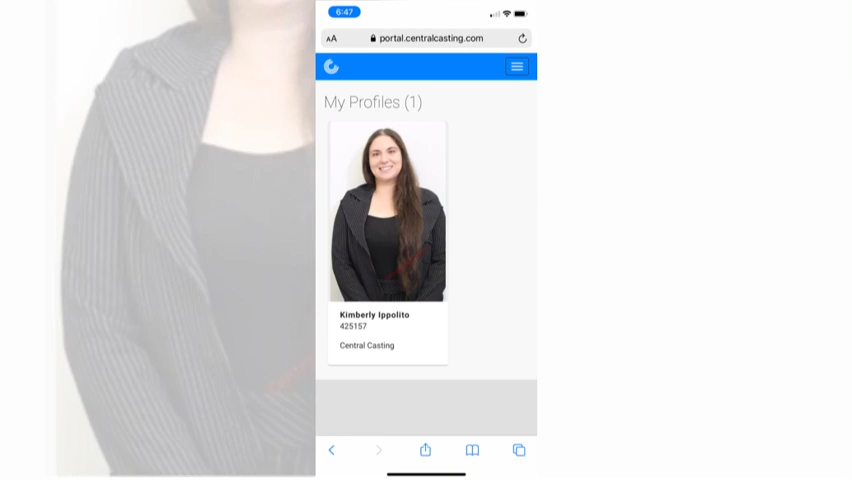 6:47
AA portal.centralcasting.com
My Profiles (1)
Kimberly Ippolito
425157
Central Casting